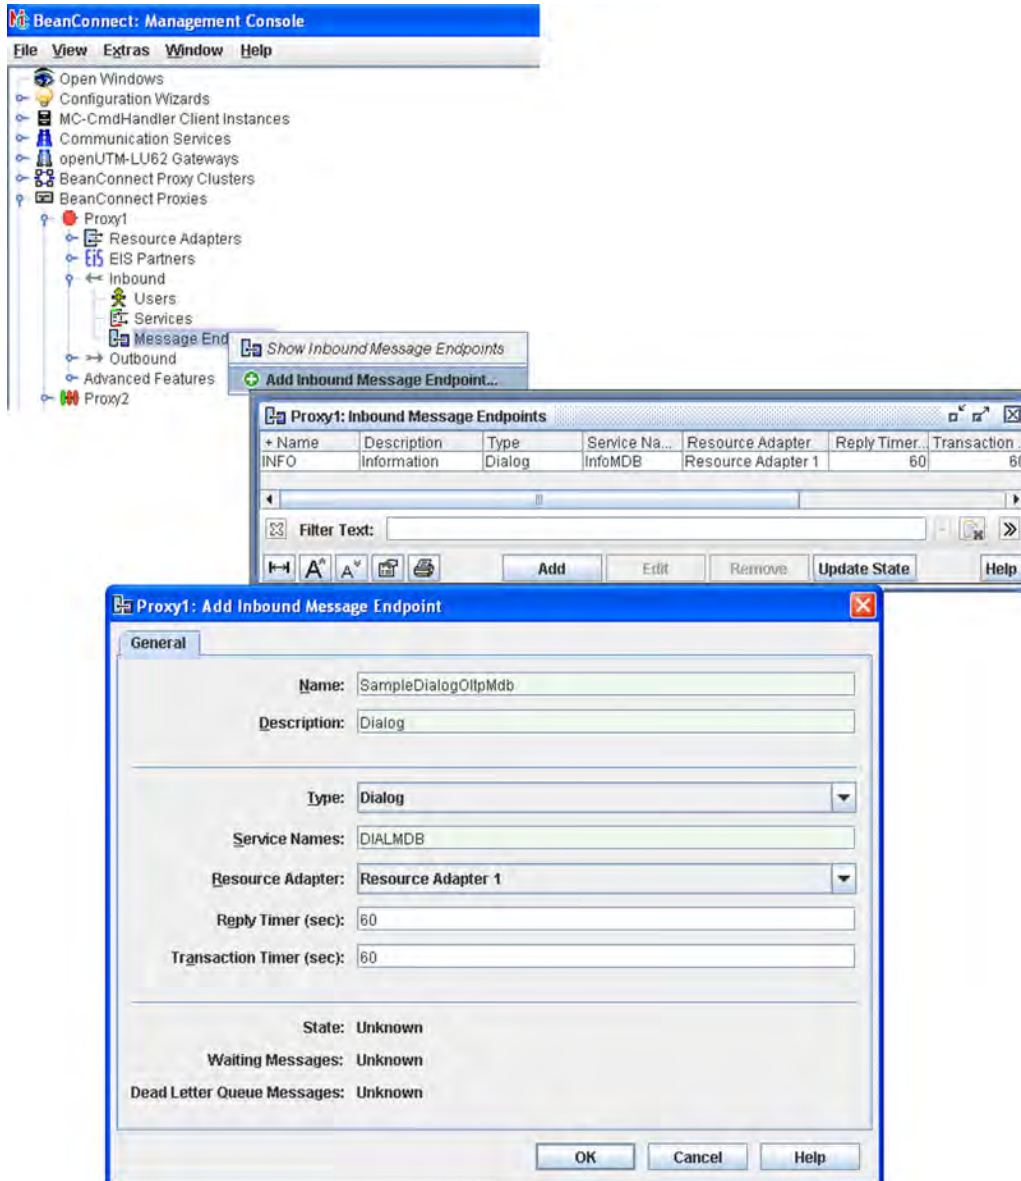 BeanConnect: Management Console
File View Extras Window Help
Open Windows
Configuration Wizards
MC-CmdHandler Client Instances
Communication Services
openUTM-LU62 Gateways
BeanConnect Proxy Clusters
BeanConnect Proxies
Proxy1
Resource Adapters
EIS EIS Partners
Inbound
Users
Services
Message End
Show Inbound Message Endpoints
Outbound
Advanced Features
Add Inbound Message Endpoint...
Proxy2
Proxy1: Inbound Message Endpoints
+ Name Description Type Service Na... Resource Adapter Reply Timer... Transaction
INFO Information Dialog InfoMDB Resource Adapter 1 60 60
Filter Text:
A A Add Edit Remove Update State Help
Proxy1: Add Inbound Message Endpoint
General
Name: SampleDialogOltpMdb
Description: Dialog
Type: Dialog
Service Names: DIALMDB
Resource Adapter: Resource Adapter 1
Reply Timer (sec): 60
Transaction Timer (sec): 60
State: Unknown
Waiting Messages: Unknown
Dead Letter Queue Messages: Unknown
OK Cancel Help